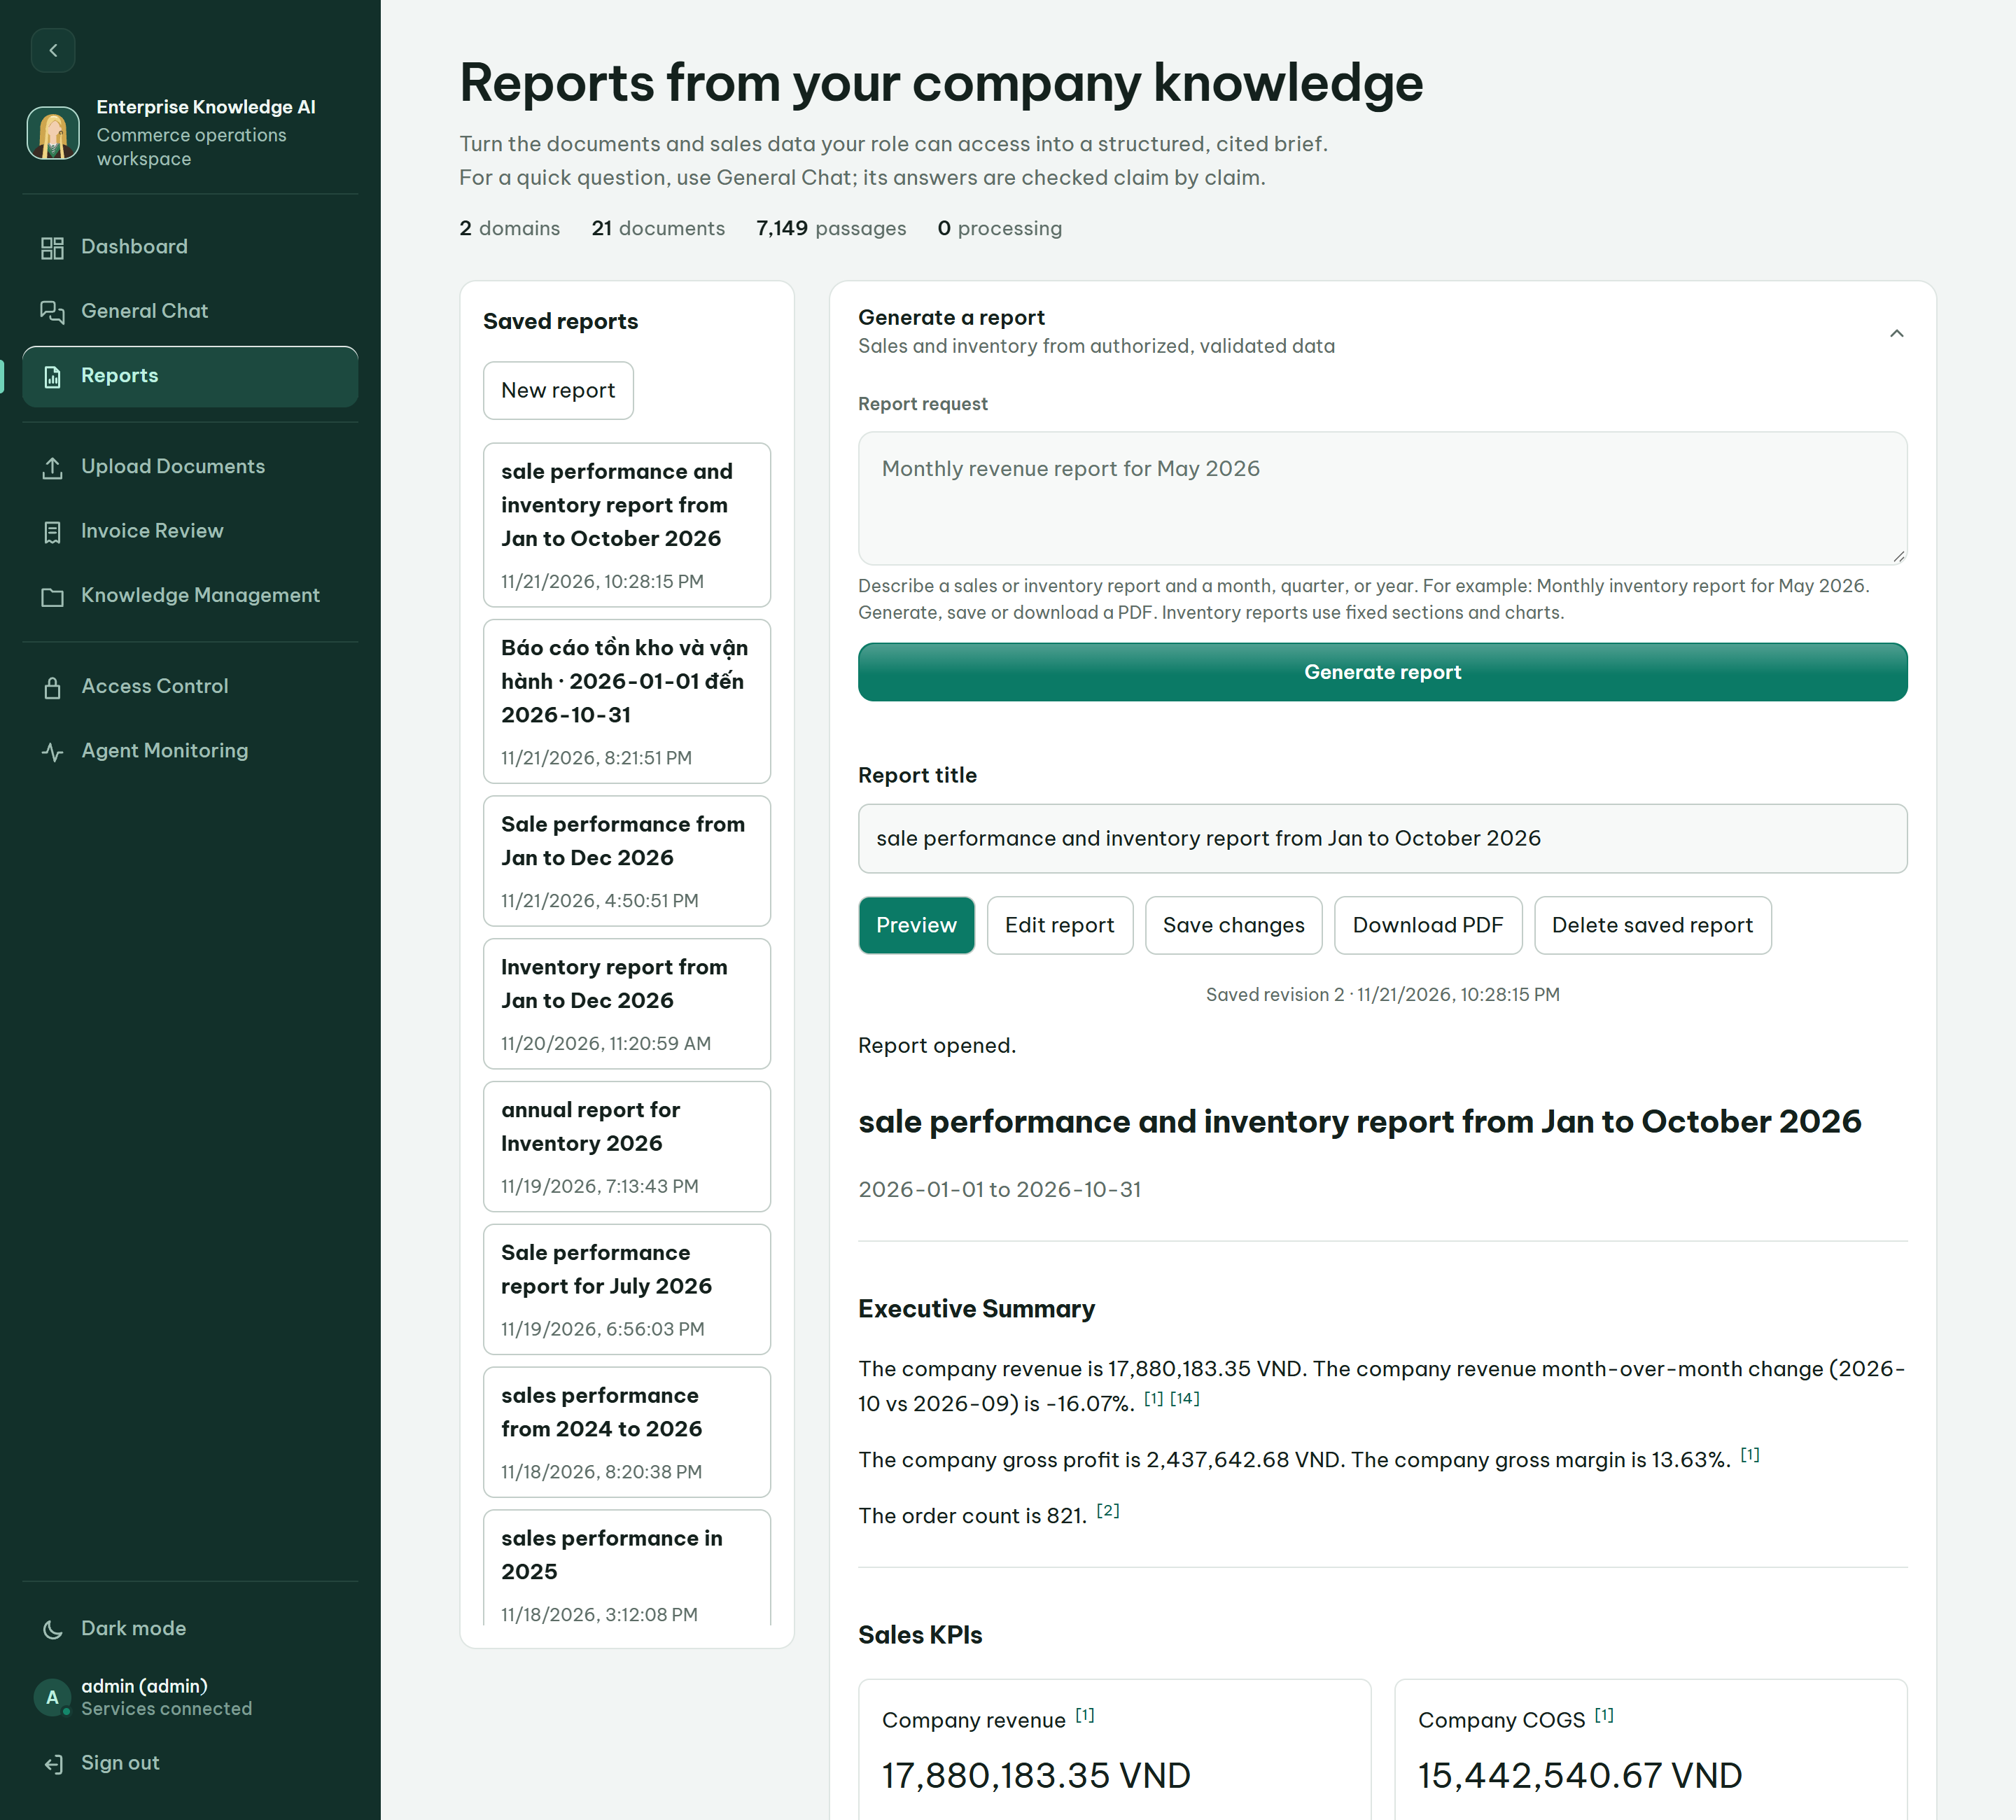 Enterprise Knowledge AI
Commerce operations
workspace
Dashboard
General Chat
Reports
Upload Documents
Invoice Review
Knowledge Management
Access Control
Agent Monitoring
Dark mode
A
admin (admin)
Services connected
Sign out
Reports from your company knowledge
Turn the documents and sales data your role can access into a structured, cited brief.
For a quick question, use General Chat; its answers are checked claim by claim.
2 domains 21 documents 7,149 passages 0 processing
Saved reports
New report
sale performance and
inventory report from
Jan to October 2026
11/21/2026, 10:28:15 PM
Báo cáo tồn kho và vận
hành · 2026-01-01 đến
2026-10-31
11/21/2026, 8:21:51 PM
Sale performance from
Jan to Dec 2026
11/21/2026, 4:50:51 PM
Inventory report from
Jan to Dec 2026
11/20/2026, 11:20:59 AM
annual report for
Inventory 2026
11/19/2026, 7:13:43 PM
Sale performance
report for July 2026
11/19/2026, 6:56:03 PM
sales performance
from 2024 to 2026
11/18/2026, 8:20:38 PM
sales performance in
2025
11/18/2026, 3:12:08 PM
Generate a report
Sales and inventory from authorized, validated data
Report request
Monthly revenue report for May 2026
Describe a sales or inventory report and a month, quarter, or year. For example: Monthly inventory report for May 2026.
Generate, save or download a PDF. Inventory reports use fixed sections and charts.
Generate report
Report title
sale performance and inventory report from Jan to October 2026
Preview Edit report Save changes Download PDF Delete saved report
Saved revision 2 · 11/21/2026, 10:28:15 PM
Report opened.
sale performance and inventory report from Jan to October 2026
2026-01-01 to 2026-10-31
Executive Summary
The company revenue is 17,880,183.35 VND. The company revenue month-over-month change (2026-
10 vs 2026-09) is -16.07%. [1] [14]
The company gross profit is 2,437,642.68 VND. The company gross margin is 13.63%. [1]
The order count is 821. [2]
Sales KPIs
Company revenue [1]
17,880,183.35 VND
Company COGS [1]
15,442,540.67 VND